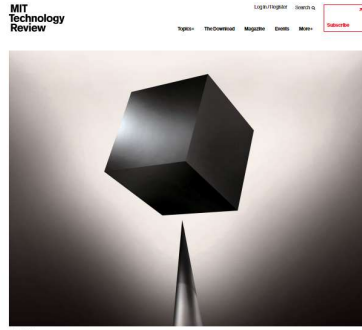 MIT
Technology
Review
Log in / Register Search
Topics+ The Download Magazine Events More+
Subscribe